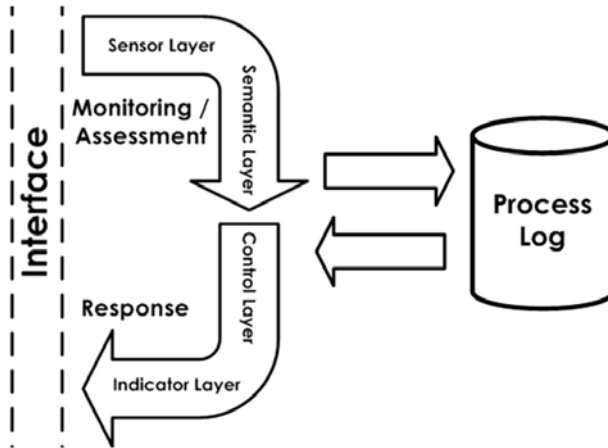 Interface
Sensor Layer
Semantic Layer
Monitoring /
Assessment
Process
Log
Control Layer
Response
Indicator Layer